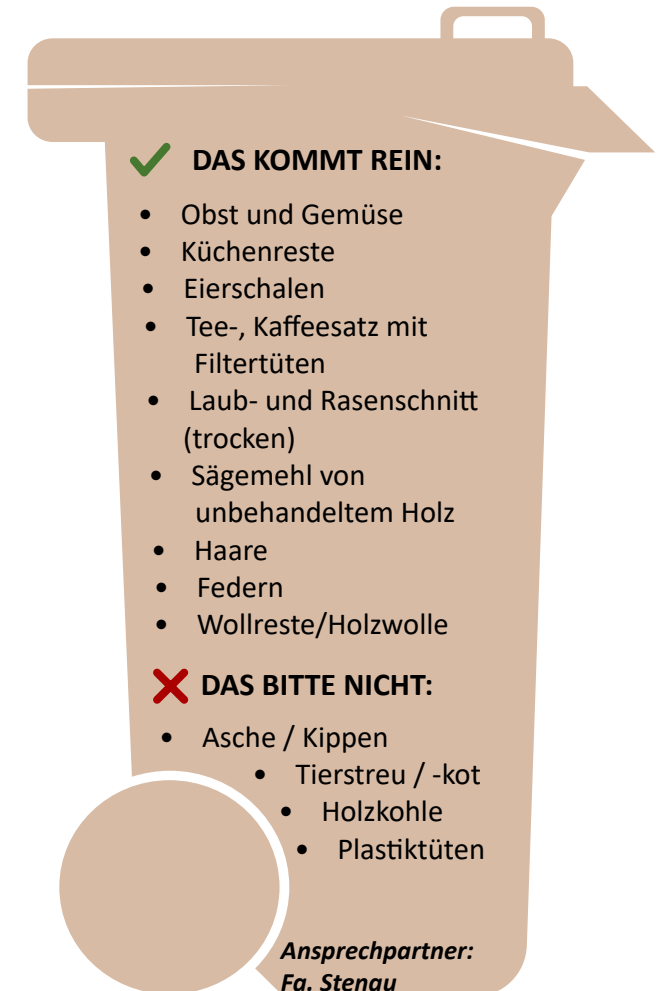 DAS KOMMT REIN:
• Obst und Gemüse
• Küchenreste
• Eierschalen
• Tee-, Kaffeesatz mit
Filtertüten
• Laub- und Rasenschnitt
(trocken)
• Sägemehl von
unbehandeltem Holz
• Haare
• Federn
• Wollreste/Holzwolle
DAS BITTE NICHT:
• Asche / Kippen
• Tierstreu / -kot
• Holzkohle
• Plastiktüten
Ansprechpartner:
Fa. Stenau